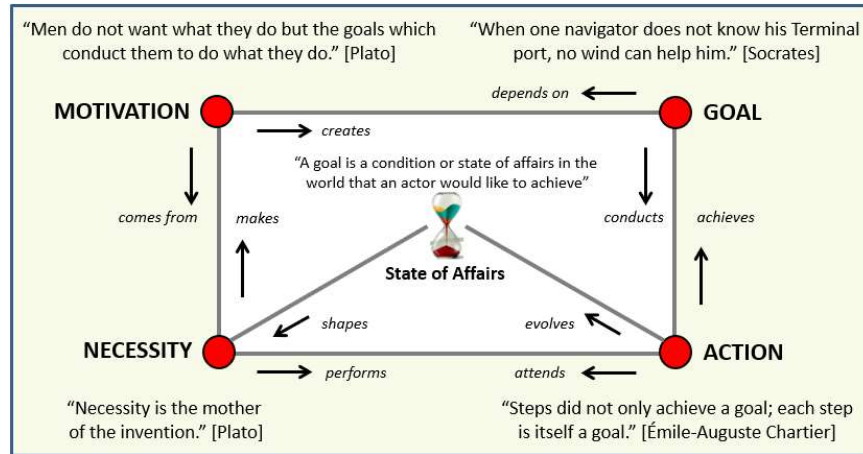 “Men do not want what they do but the goals which
conduct them to do what they do.” [Plato]
“When one navigator does not know his Terminal
port, no wind can help him.” [Socrates]
depends on
MOTIVATION
GOAL
creates
“A goal is a condition or state of affairs in the
world that an actor would like to achieve”
comes from
makes
conducts
achieves
State of Affairs
shapes
evolves
NECESSITY
ACTION
performs
attends
“Necessity is the mother
of the invention.” [Plato]
“Steps did not only achieve a goal; each step
is itself a goal.” [Émile-Auguste Chartier]